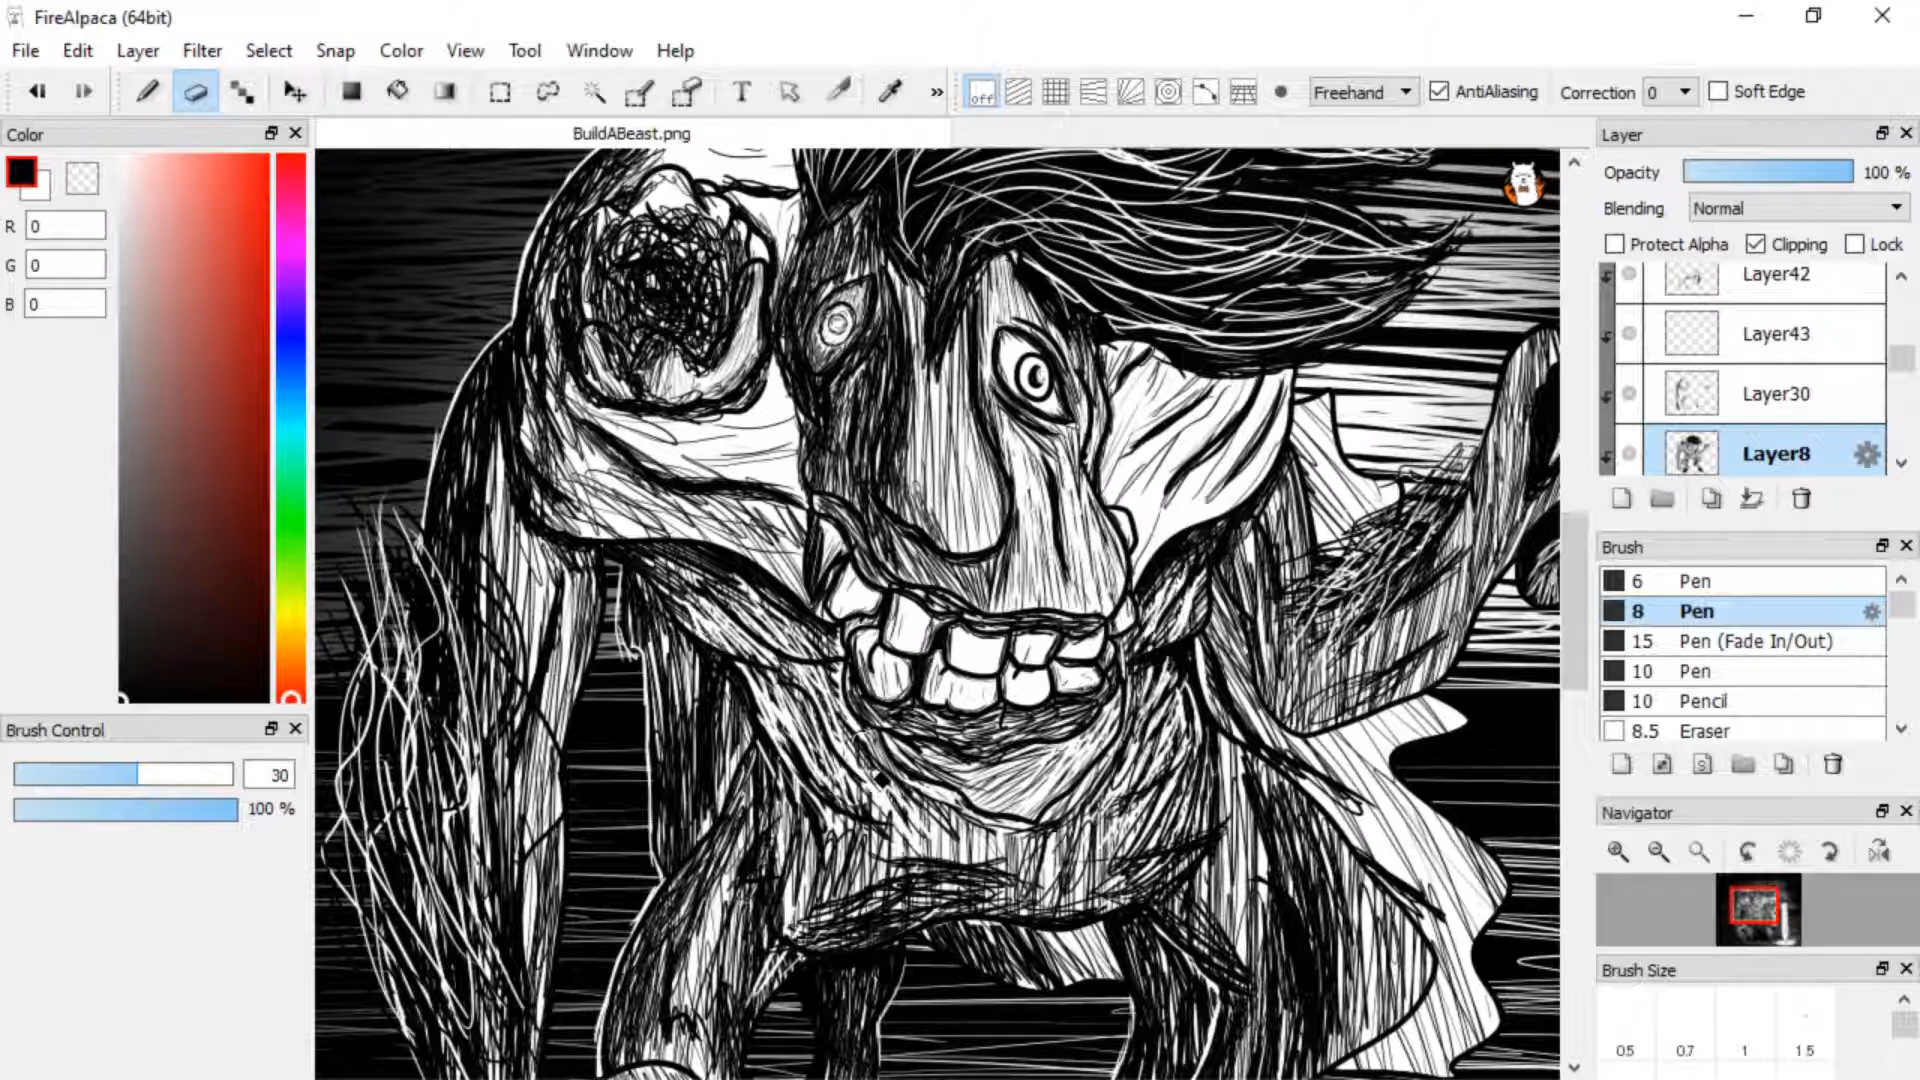 FireAlpaca (64bit)
File Edit Layer Filter Select Snap Color View Tool Window Help
T off Freehand AntiAliasing Correction 0 Soft Edge
Color
BuildABeast.png
Layer
R 0
G 0
B 0
Opacity 100 %
Blending Normal
Protect Alpha Clipping Lock
Layer42
Layer43
Layer30
Layer8
Brush
6 Pen
8 Pen
15 Pen (Fade In/Out)
10 Pen
10 Pencil
8.5 Eraser
S
Brush Control
30
100 %
Navigator
Brush Size
0.5 0.7 1 1.5